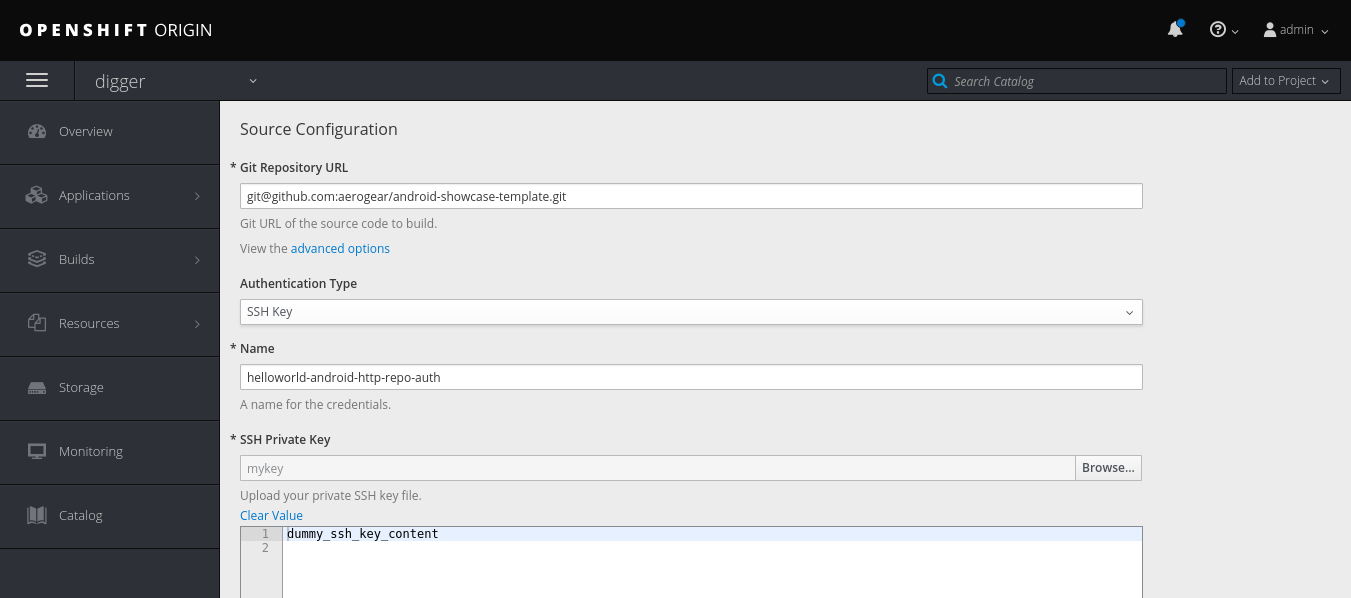 OPENSHIFT ORIGIN
admin
digger
Search Catalog
Add to Project
Overview
Applications
Builds
Resources
Storage
Monitoring
Catalog
Source Configuration
* Git Repository URL
git@github.com:aerogear/android-showcase-template.git
Git URL of the source code to build.
View the advanced options
Authentication Type
SSH Key
* Name
helloworld-android-http-repo-auth
A name for the credentials.
* SSH Private Key
mykey
Browse...
Upload your private SSH key file.
Clear Value
1 dummy_ssh_key_content
2